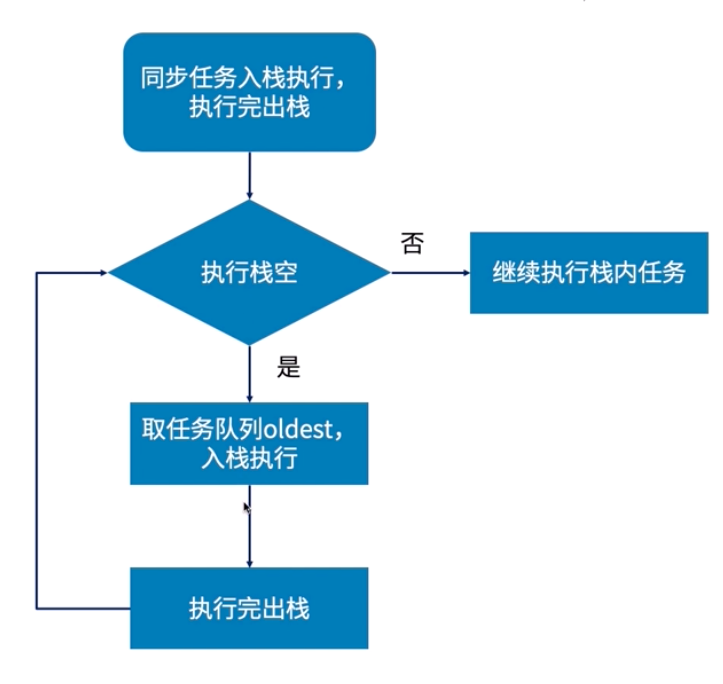 同步任务入栈执行，
执行完出栈
执行栈空
否
继续执行栈内任务
是
取任务队列oldest，
入栈执行
执行完出栈